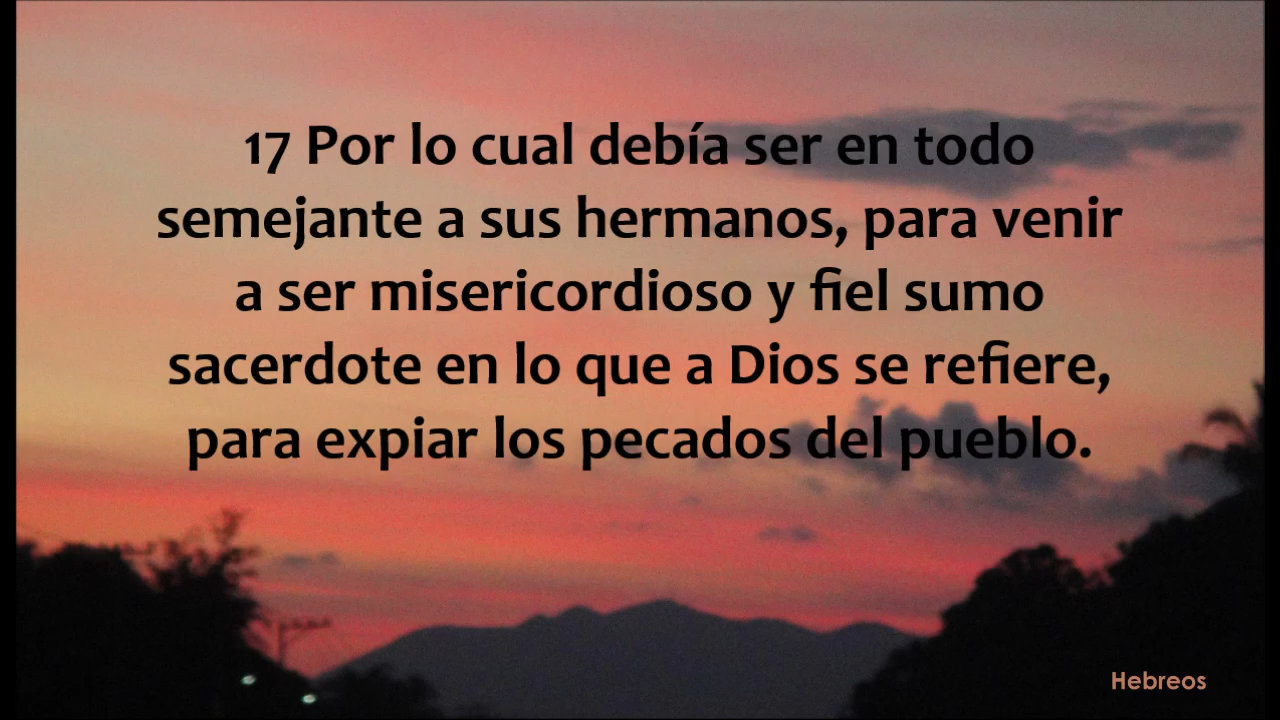 17 Por lo cual debía ser en todo
semejante a sus hermanos, para venir
a ser misericordioso y fiel sumo
sacerdote en lo que a Dios se refiere,
para expiar los pecados del pueblo.
Hebreos